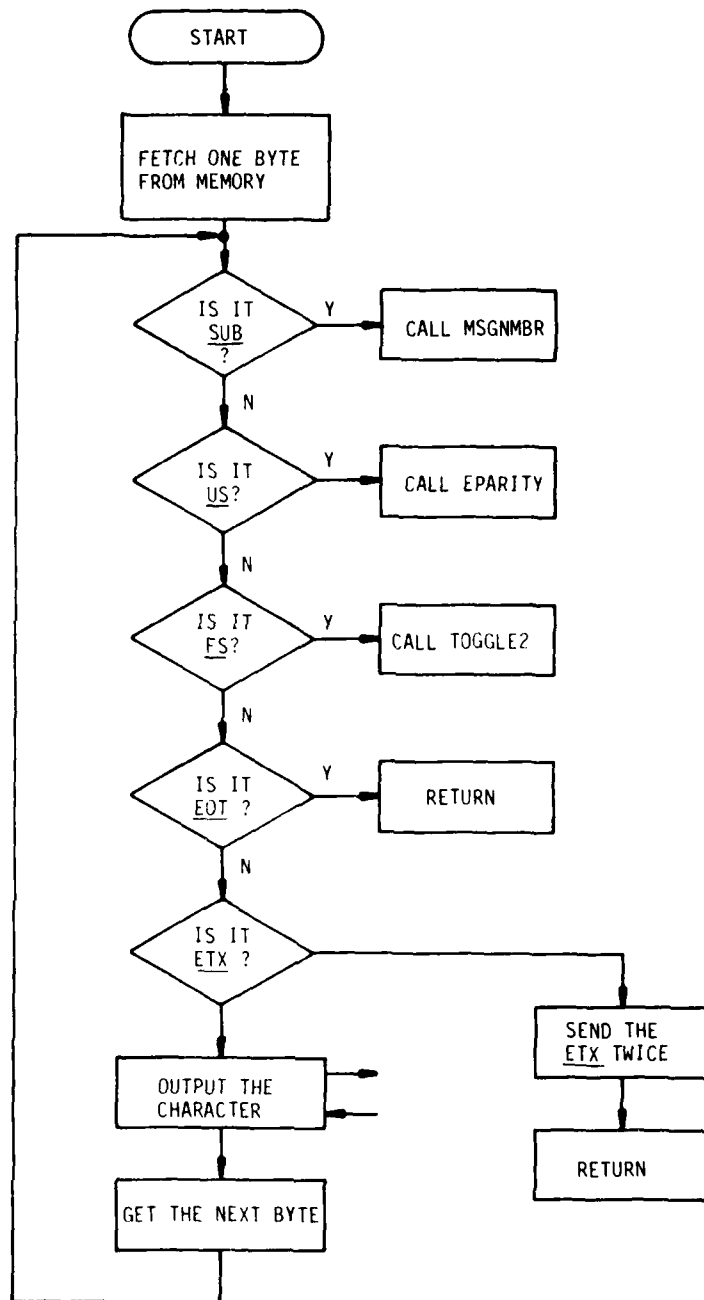 START
FETCH ONE BYTE
FROM MEMORY
IS IT
SUB
?
Y
CALL MSGNMBR
N
IS IT
US?
Y
CALL EPARITY
N
IS IT
FS?
Y
CALL TOGGLE2
N
IS IT
EOT ?
Y
RETURN
N
IS IT
ETX ?
SEND THE
ETX TWICE
OUTPUT THE
CHARACTER
RETURN
GET THE NEXT BYTE